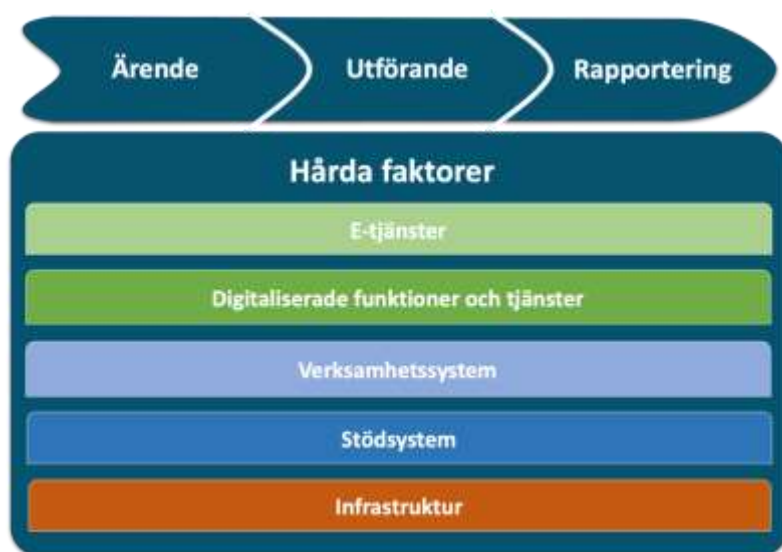 Ärende
Utförande
Rapportering
Hårda faktorer
E-tjänster
Digitaliserade funktioner och tjänster
Verksamhetssystem
Stödsystem
Infrastruktur